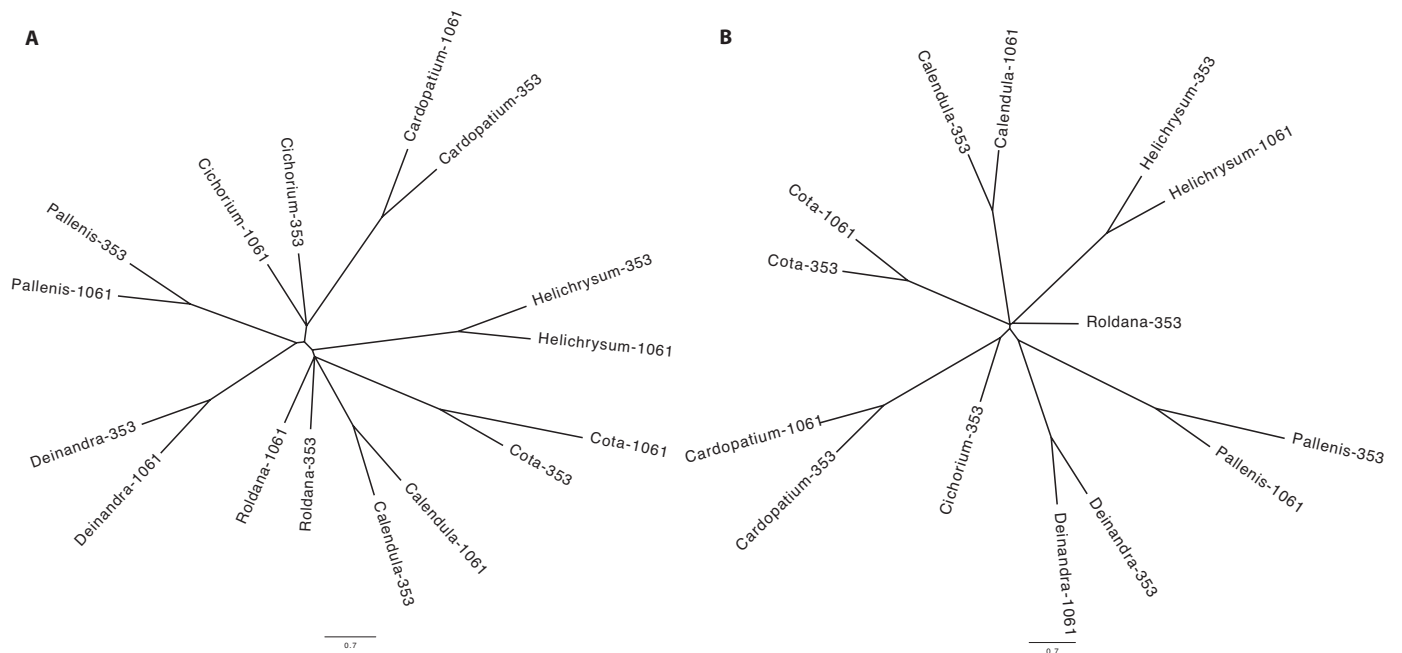 A
Cardopatium-1061
Cardopatium-353
Cichorium-353
Cichorium-1061
Pallenis-353
Pallenis-1061
Helichrysum-353
Helichrysum-1061
Deinandra-353
Deinandra-1061
Roldana-1061
Roldana-353
Calendula-353
Calendula-1061
Cota-353
Cota-1061
0.7
B
Calendula-353
Calendula-1061
Helichrysum-353
Helichrysum-1061
Cota-1061
Cota-353
Roldana-353
Cardopatium-1061
Cardopatium-353
Cichorium-353
Deinandra-1061
Deinandra-353
Pallenis-1061
Pallenis-353
0.7